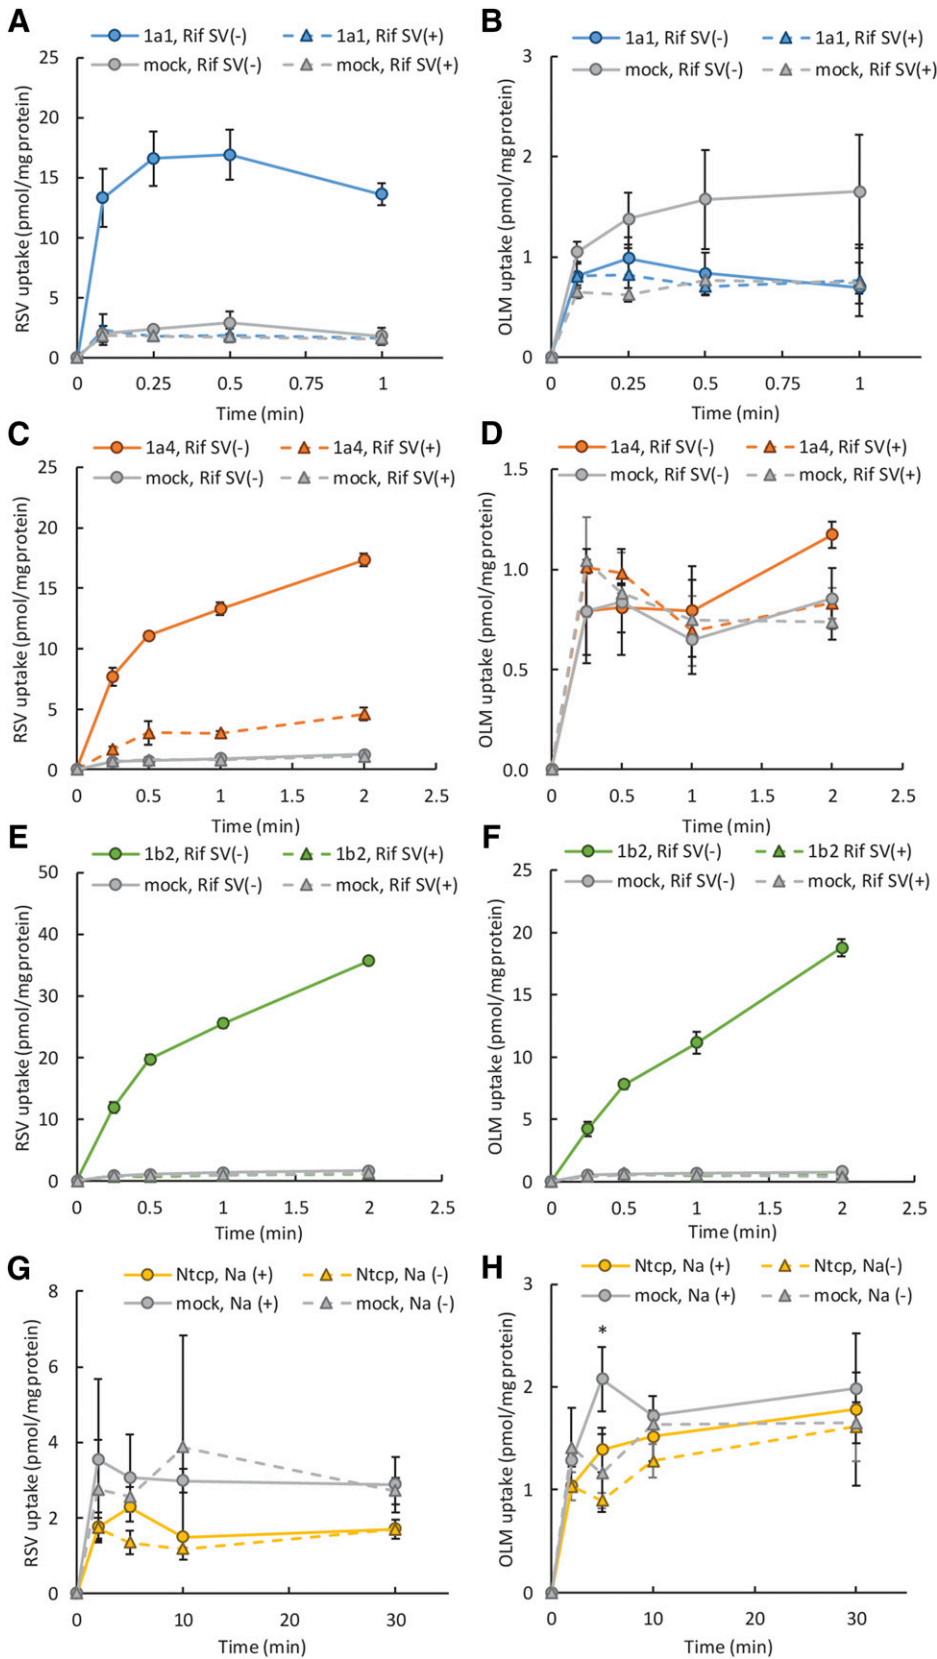 A
1a1, Rif SV(-)
1a1, Rif SV(+)
mock, Rif SV(-)
mock, Rif SV(+)
RSV uptake (pmol/mg protein)
25
20
15
10
5
0
0 0.25 0.5 0.75 1
Time (min)
B
1a1, Rif SV(-)
1a1, Rif SV(+)
mock, Rif SV(-)
mock, Rif SV(+)
OLM uptake (pmol/mg protein)
3
2
1
0
0 0.25 0.5 0.75 1
Time (min)
C
1a4, Rif SV(-)
1a4, Rif SV(+)
mock, Rif SV(-)
mock, Rif SV(+)
RSV uptake (pmol/mg protein)
25
20
15
10
5
0
0 0.5 1 1.5 2 2.5
Time (min)
D
1a4, Rif SV(-)
1a4, Rif SV(+)
mock, Rif SV(-)
mock, Rif SV(+)
OLM uptake (pmol/mg protein)
1.5
1.0
0.5
0.0
0 0.5 1 1.5 2 2.5
Time (min)
E
1b2, Rif SV(-)
1b2, Rif SV(+)
mock, Rif SV(-)
mock, Rif SV(+)
RSV uptake (pmol/mg protein)
50
40
30
20
10
0
0 0.5 1 1.5 2 2.5
Time (min)
F
1b2, Rif SV(-)
1b2 Rif SV(+)
mock, Rif SV(-)
mock, Rif SV(+)
OLM uptake (pmol/mg protein)
25
20
15
10
5
0
0 0.5 1 1.5 2 2.5
Time (min)
G
Ntcp, Na (+)
Ntcp, Na (-)
mock, Na (+)
mock, Na (-)
RSV uptake (pmol/mg protein)
8
6
4
2
0
0 10 20 30
Time (min)
H
Ntcp, Na (+)
Ntcp, Na(-)
mock, Na (+)
mock, Na (-)
OLM uptake (pmol/mg protein)
3
2
1
0
*
0 10 20 30
Time (min)